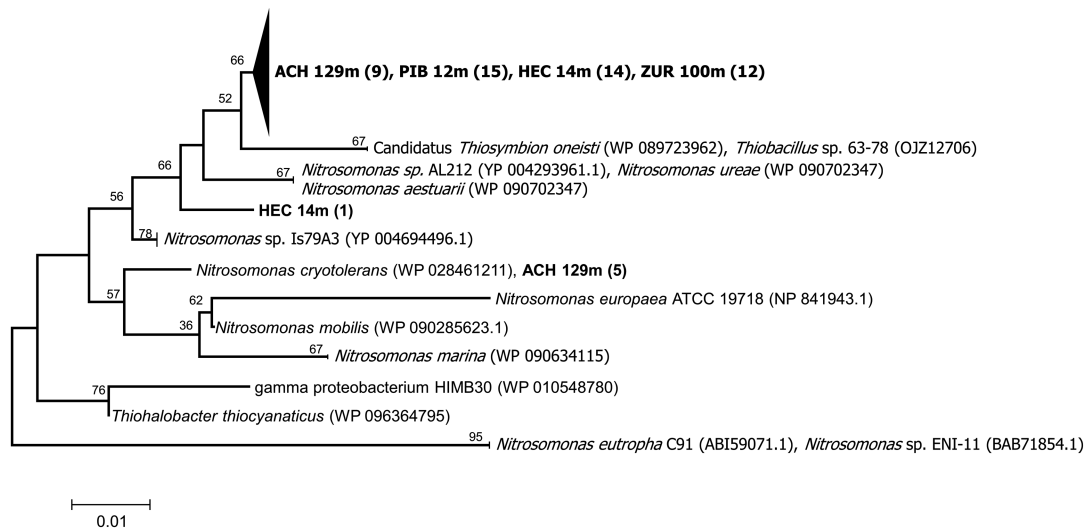 66
ACH 129m (9), PIB 12m (15), HEC 14m (14), ZUR 100m (12)
52
67 Candidatus Thiosymbion oneisti (WP 089723962), Thiobacillus sp. 63-78 (OJZ12706)
66
67 Nitrosomonas sp. AL212 (YP 004293961.1), Nitrosomonas ureae (WP 090702347)
Nitrosomonas aestuarii (WP 090702347)
56
HEC 14m (1)
78 Nitrosomonas sp. Is79A3 (YP 004694496.1)
Nitrosomonas cryotolerans (WP 028461211), ACH 129m (5)
57
62 Nitrosomonas europaea ATCC 19718 (NP 841943.1)
36 Nitrosomonas mobilis (WP 090285623.1)
67 Nitrosomonas marina (WP 090634115)
76 gamma proteobacterium HIMB30 (WP 010548780)
Thiohalobacter thiocyanaticus (WP 096364795)
95 Nitrosomonas eutropha C91 (ABI59071.1), Nitrosomonas sp. ENI-11 (BAB71854.1)
0.01